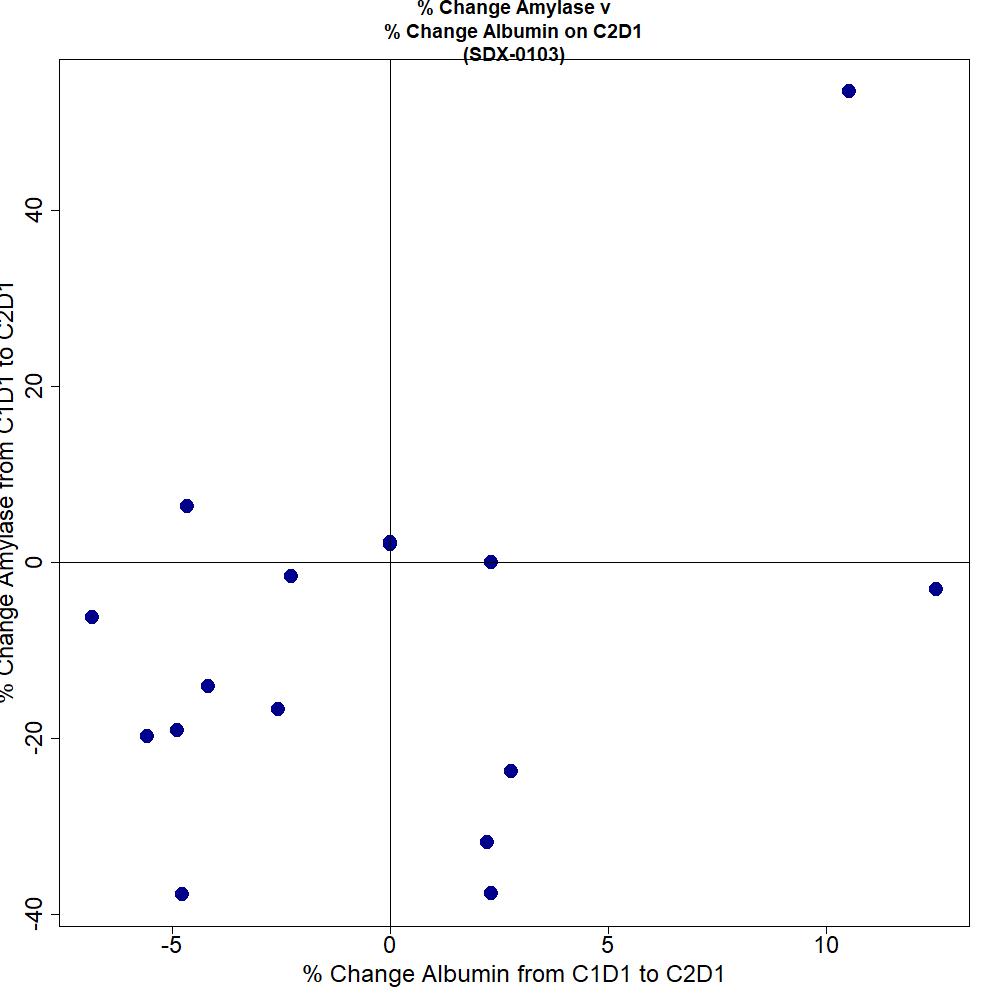 % Change Amylase v
% Change Albumin on C2D1
(SDX-0103)
% Change Amylase from C1D1 to C2D1
40
20
0
-20
-40
-5
0
5
10
% Change Albumin from C1D1 to C2D1